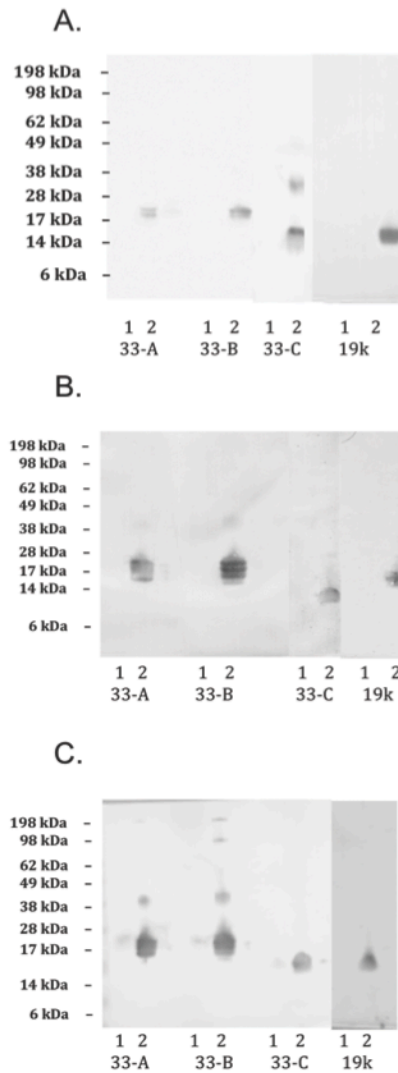 A.
198 kDa -
98 kDa -
62 kDa -
49 kDa -
38 kDa -
28 kDa -
17 kDa -
14 kDa -
6 kDa -
1 2 1 2 1 2 1 2
33-A 33-B 33-C 19k
B.
198 kDa -
98 kDa -
62 kDa -
49 kDa -
38 kDa -
28 kDa -
17 kDa -
14 kDa -
6 kDa -
1 2 1 2 1 2 1 2
33-A 33-B 33-C 19k
C.
198 kDa -
98 kDa -
62 kDa -
49 kDa -
38 kDa -
28 kDa -
17 kDa -
14 kDa -
6 kDa -
1 2 1 2 1 2 1 2
33-A 33-B 33-C 19k